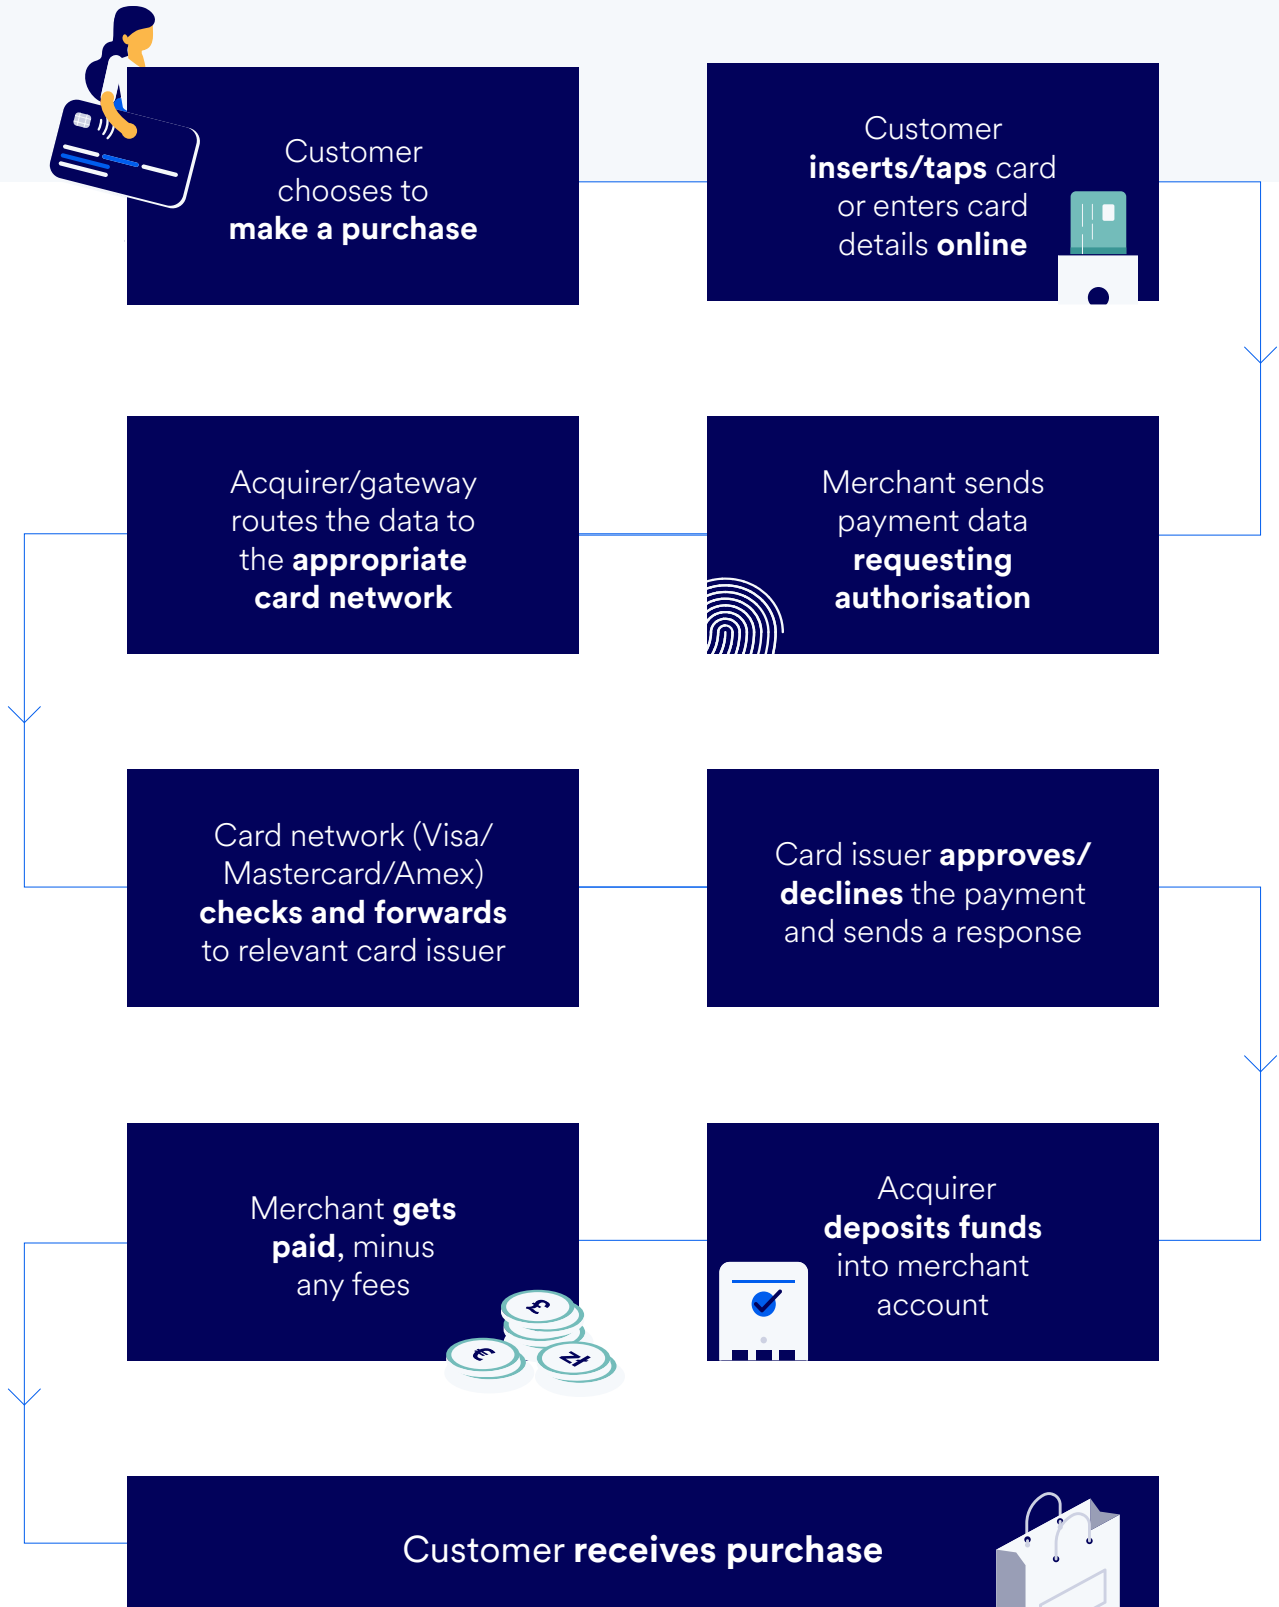 Customer
chooses to
make a purchase
Customer
inserts/taps card
or enters card
details online
Merchant sends
payment data
requesting
authorisation
Acquirer/gateway
routes the data to
the appropriate
card network
Card network (Visa/
Mastercard/Amex)
checks and forwards
to relevant card issuer
Card issuer approves/
declines the payment
and sends a response
Acquirer
deposits funds
into merchant
account
Merchant gets
paid, minus
any fees
£
€
zł
Customer receives purchase